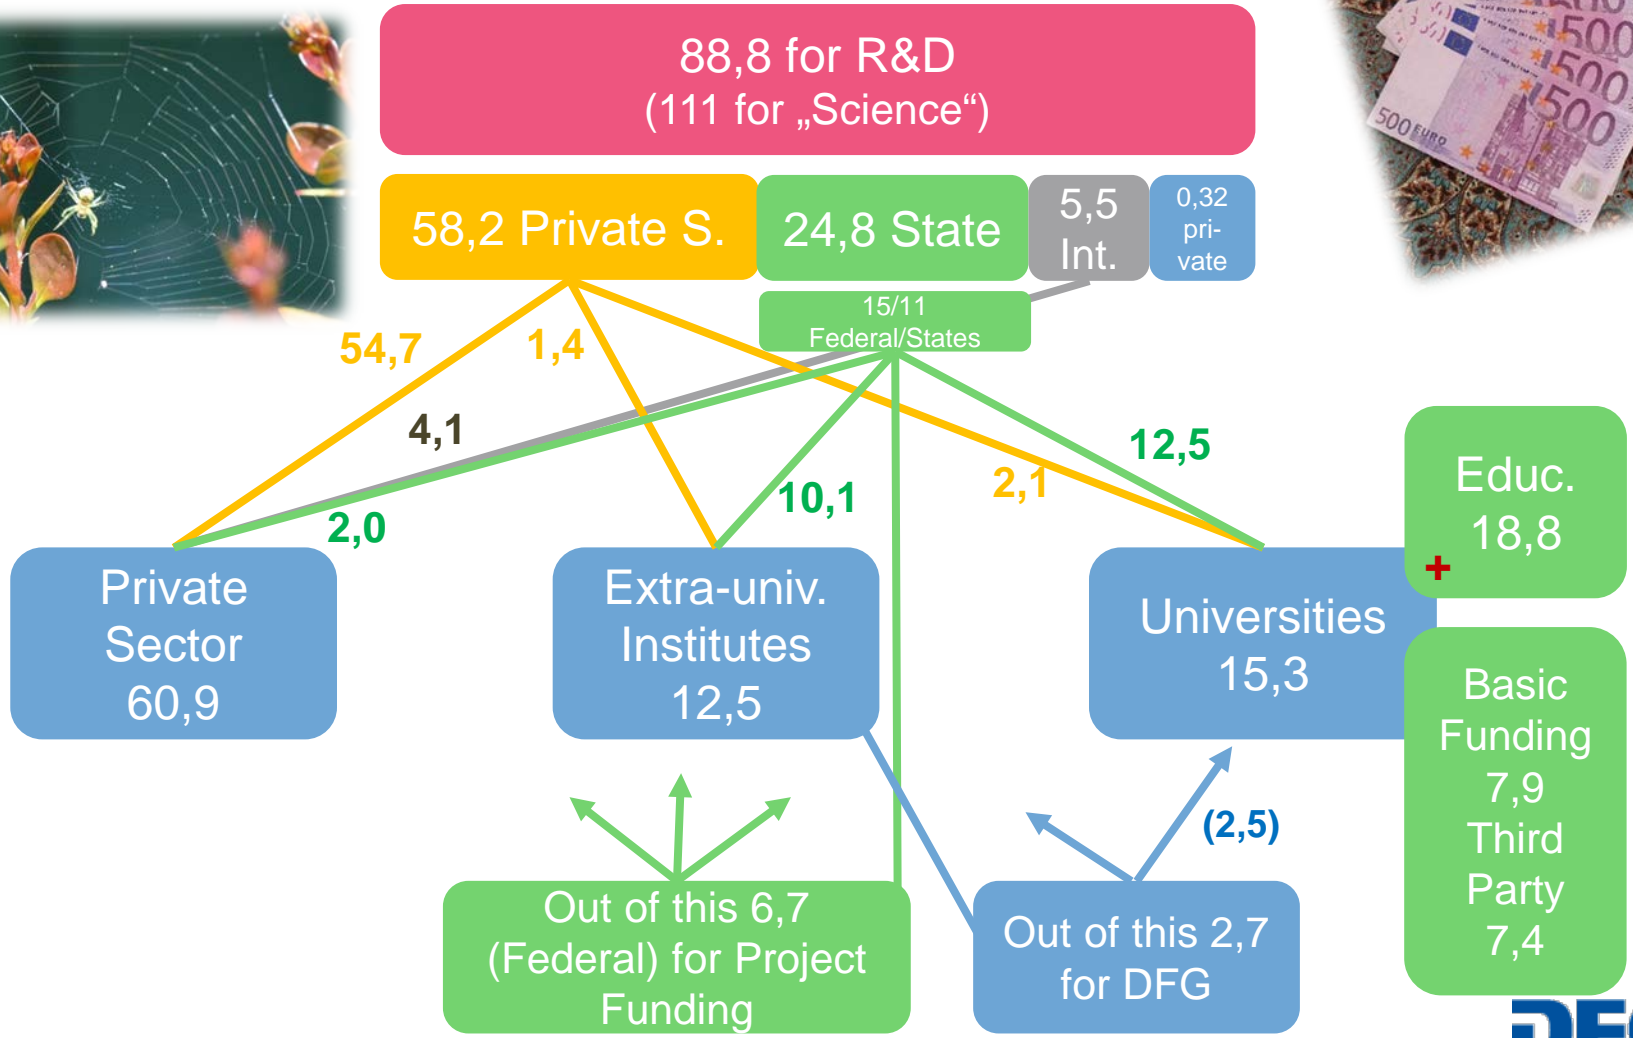 88,8 for R&D
(111 for „Science“)
58,2 Private S.
24,8 State
5,5
Int.
0,32
pri-
vate
15/11
Federal/States
54,7
1,4
4,1
2,0
10,1
2,1
12,5
Private
Sector
60,9
Extra-univ.
Institutes
12,5
Universities
15,3
Educ.
18,8
+
Basic
Funding
7,9
Third
Party
7,4
(2,5)
Out of this 6,7
(Federal) for Project
Funding
Out of this 2,7
for DFG
500 EURO
500
500
500